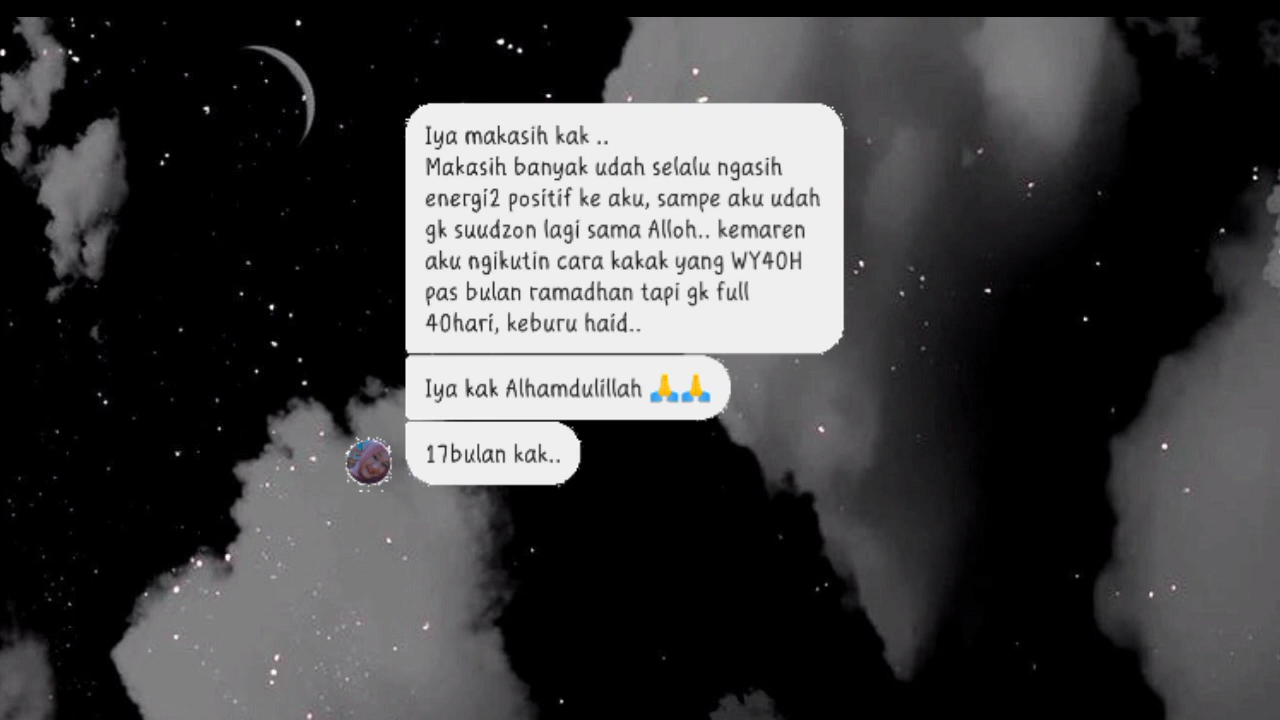 Iya makasih kak ..
Makasih banyak udah selalu ngasih
energi2 positif ke aku, sampe aku udah
gk suudzon lagi sama Alloh.. kemaren
aku ngikutin cara kakak yang WY40H
pas bulan ramadhan tapi gk full
40hari, keburu haid..
Iya kak Alhamdulillah 🙏🙏
17bulan kak..